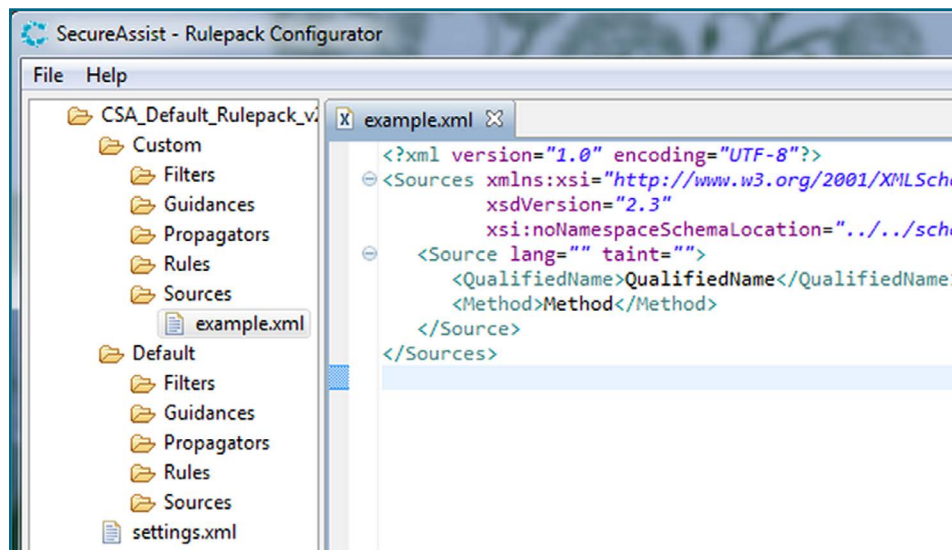 SecureAssist - Rulepack Configurator
File Help
CSA_Default_Rulepack_v
Custom
Filters
Guidances
Propagators
Rules
Sources
example.xml
Default
Filters
Guidances
Propagators
Rules
Sources
settings.xml
example.xml
<?xml version="1.0" encoding="UTF-8"?>
<Sources xmlns:xsi="http://www.w3.org/2001/XMLSch
xsdVersion="2.3"
xsi:noNamespaceSchemaLocation="../../sch
<Source lang="" taint="">
<QualifiedName>QualifiedName</QualifiedName
<Method>Method</Method>
</Source>
</Sources>